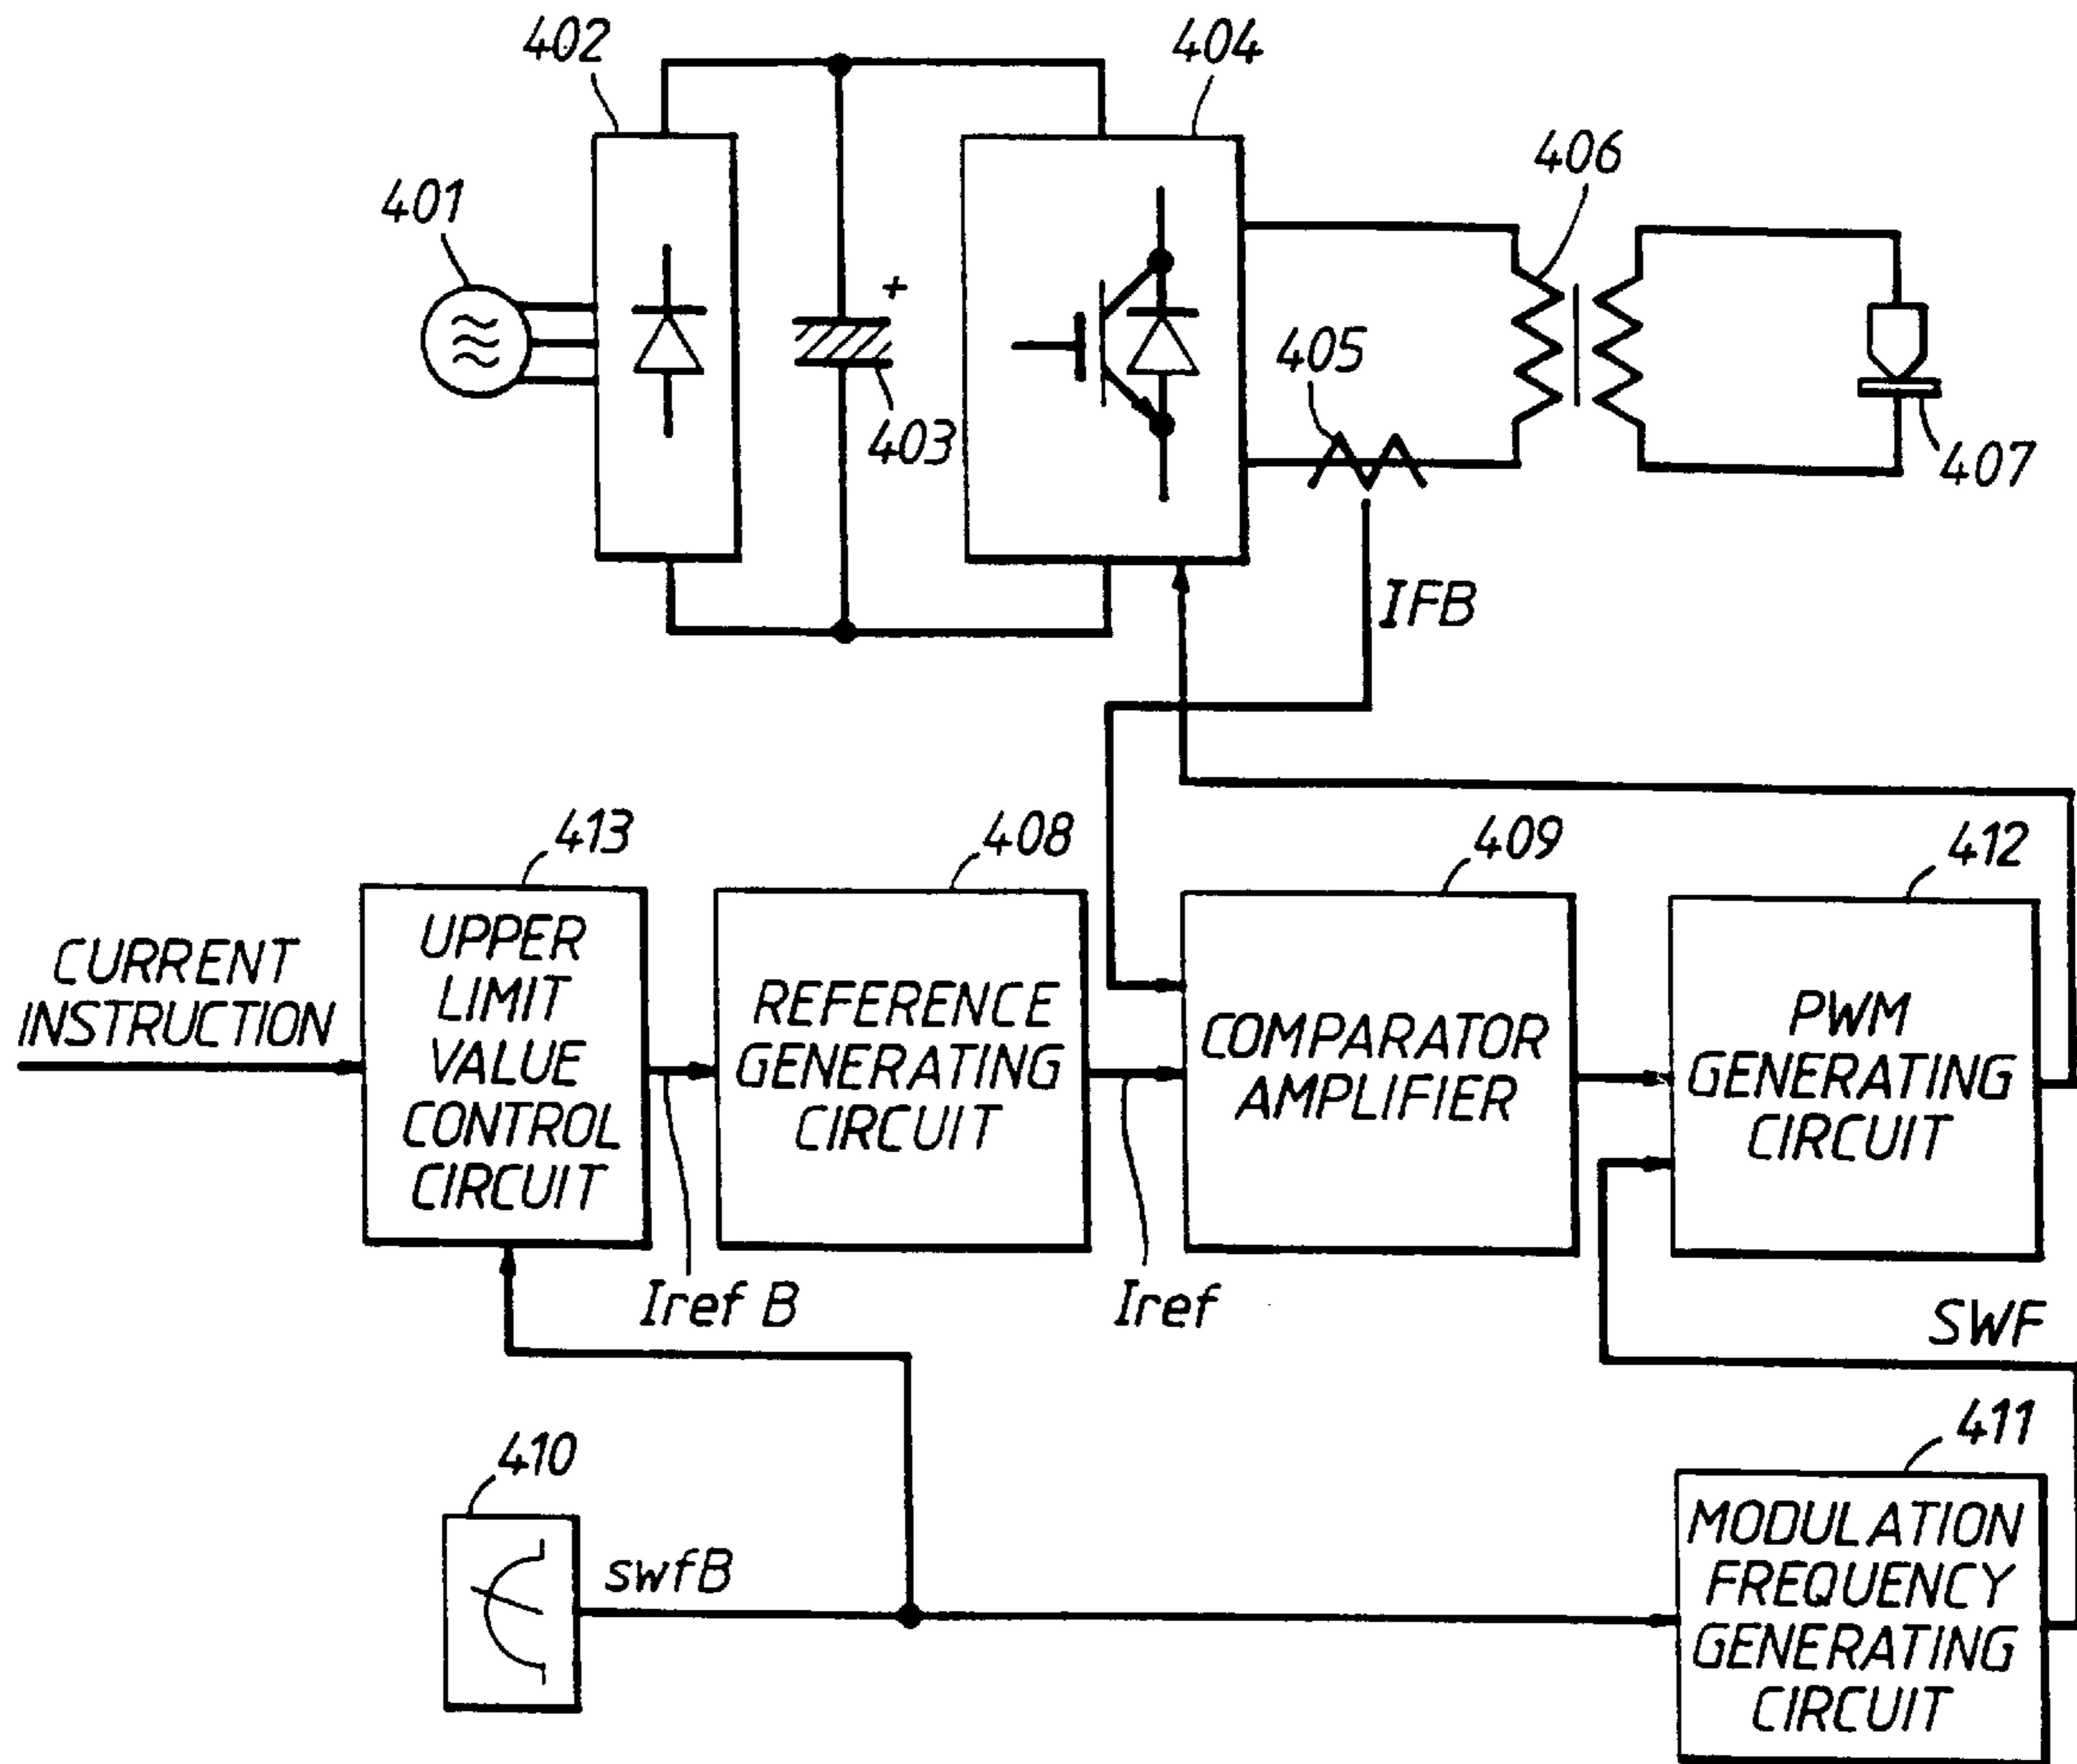 402
404
406
401
+
405
403
407
IFB
413
408
409
412
CURRENT
INSTRUCTION
UPPER
LIMIT
VALUE
CONTROL
CIRCUIT
REFERENCE
GENERATING
CIRCUIT
COMPARATOR
AMPLIFIER
PWM
GENERATING
CIRCUIT
Iref B
Iref
SWF
410
411
swfB
MODULATION
FREQUENCY
GENERATING
CIRCUIT